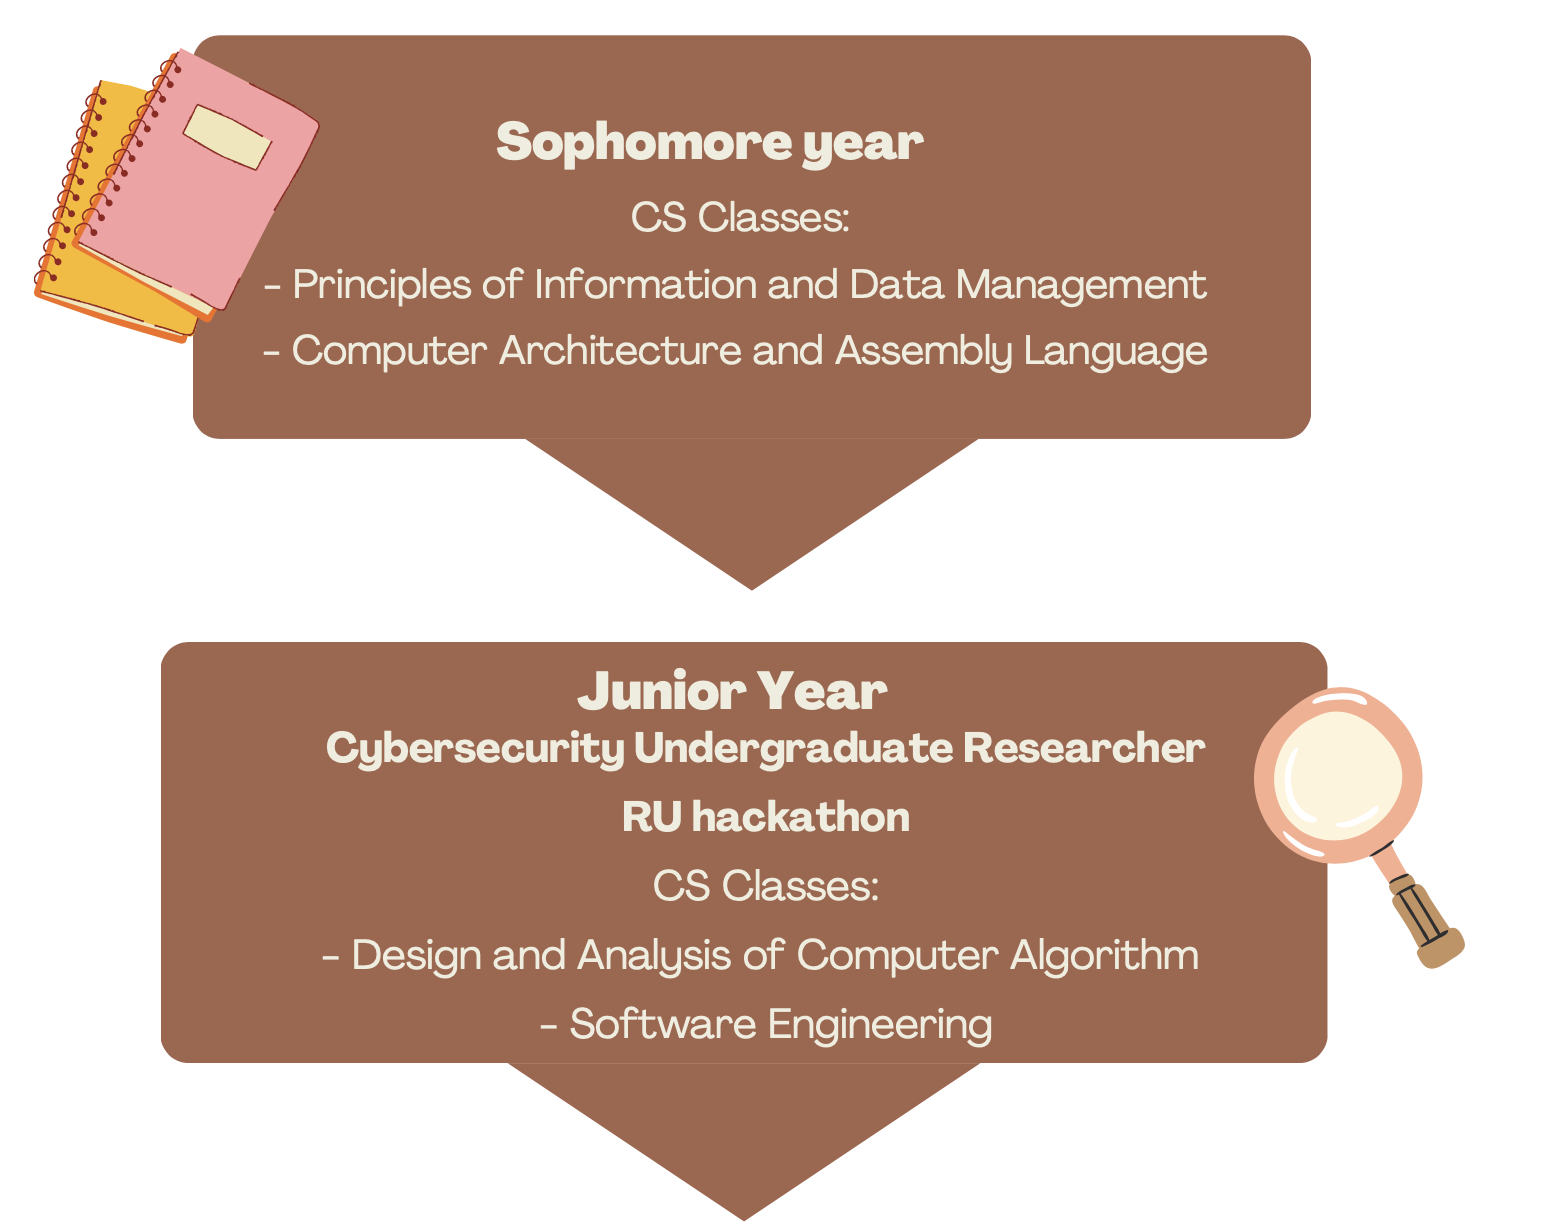 Sophomore year
CS Classes:
- Principles of Information and Data Management
- Computer Architecture and Assembly Language
Junior Year
Cybersecurity Undergraduate Researcher
RU hackathon
CS Classes:
- Design and Analysis of Computer Algorithm
- Software Engineering